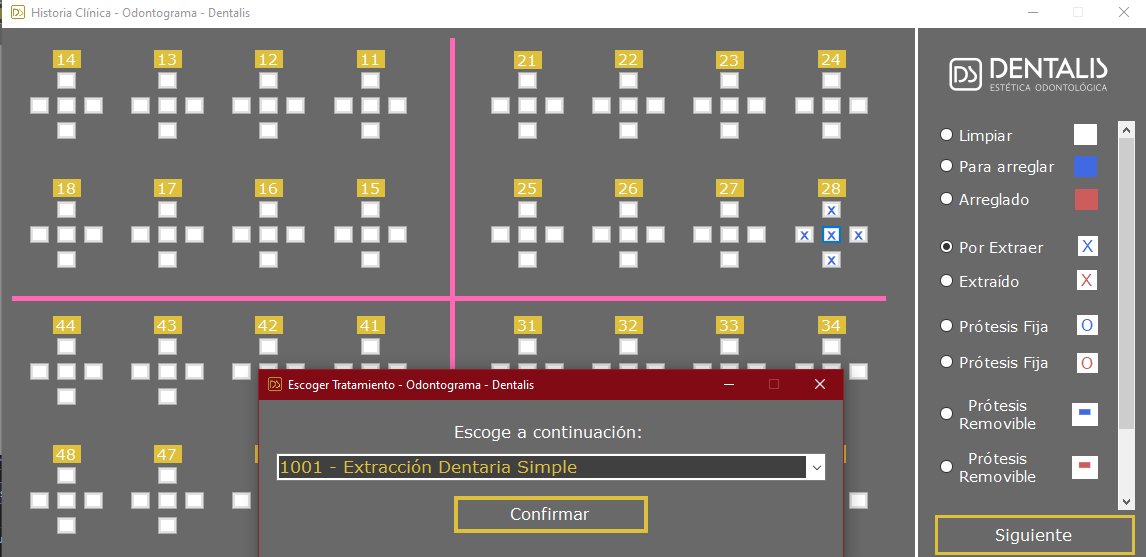 Historia Clínica - Odontograma - Dentalis
DS DENTALIS
ESTÉTICA ODONTOLÓGICA
14 13 12 11 21 22 23 24
18 17 16 15 25 26 27 28
X
X X X
X
44 43 42 41 31 32 33 34
48 47
Limpiar
Para arreglar
Arreglado
Por Extraer X
Extraído X
Prótesis Fija O
Prótesis Fija O
Prótesis
Removible
Prótesis
Removible
Siguiente
Escoger Tratamiento - Odontograma - Dentalis
Escoge a continuación:
1001 - Extracción Dentaria Simple
Confirmar